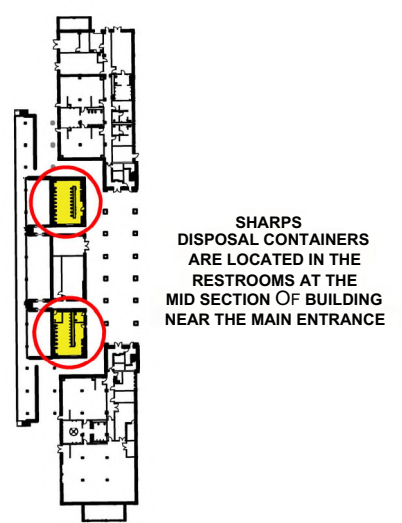 SHARPS
DISPOSAL CONTAINERS
ARE LOCATED IN THE
RESTROOMS AT THE
MID SECTION OF BUILDING
NEAR THE MAIN ENTRANCE